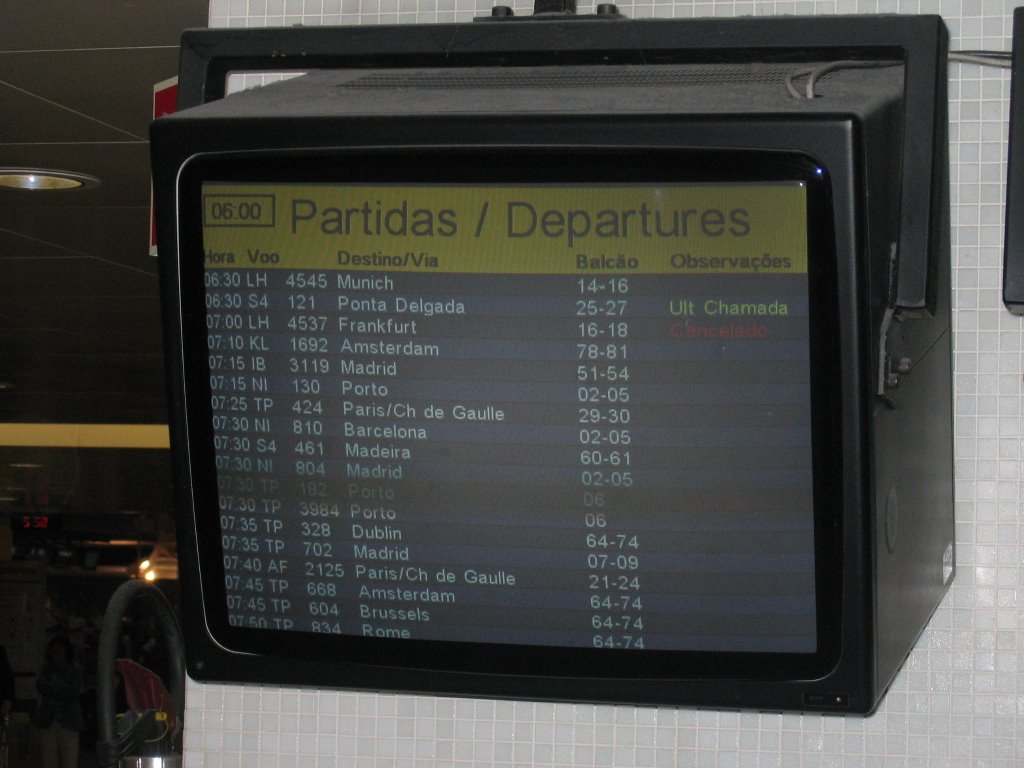 06:00 Partidas / Departures
Hora Voo Destino/Via Balcão Observações
06:30 LH 4545 Munich 14-16
06:30 S4 121 Ponta Delgada 25-27 Ult Chamada
07:00 LH 4537 Frankfurt 16-18 Cancelado
07:10 KL 1692 Amsterdam 78-81
07:15 IB 3119 Madrid 51-54
07:15 NI 130 Porto 02-05
07:25 TP 424 Paris/Ch de Gaulle 29-30
07:30 NI 810 Barcelona 02-05
07:30 S4 461 Madeira 60-61
07:30 NI 804 Madrid 02-05
07:30 TP 182 Porto 06
07:30 TP 3984 Porto 06
07:35 TP 328 Dublin 64-74
07:35 TP 702 Madrid 07-09
07:40 AF 2125 Paris/Ch de Gaulle 21-24
07:45 TP 668 Amsterdam 64-74
07:45 TP 604 Brussels 64-74
07:50 TP 834 Rome 64-74
5:58